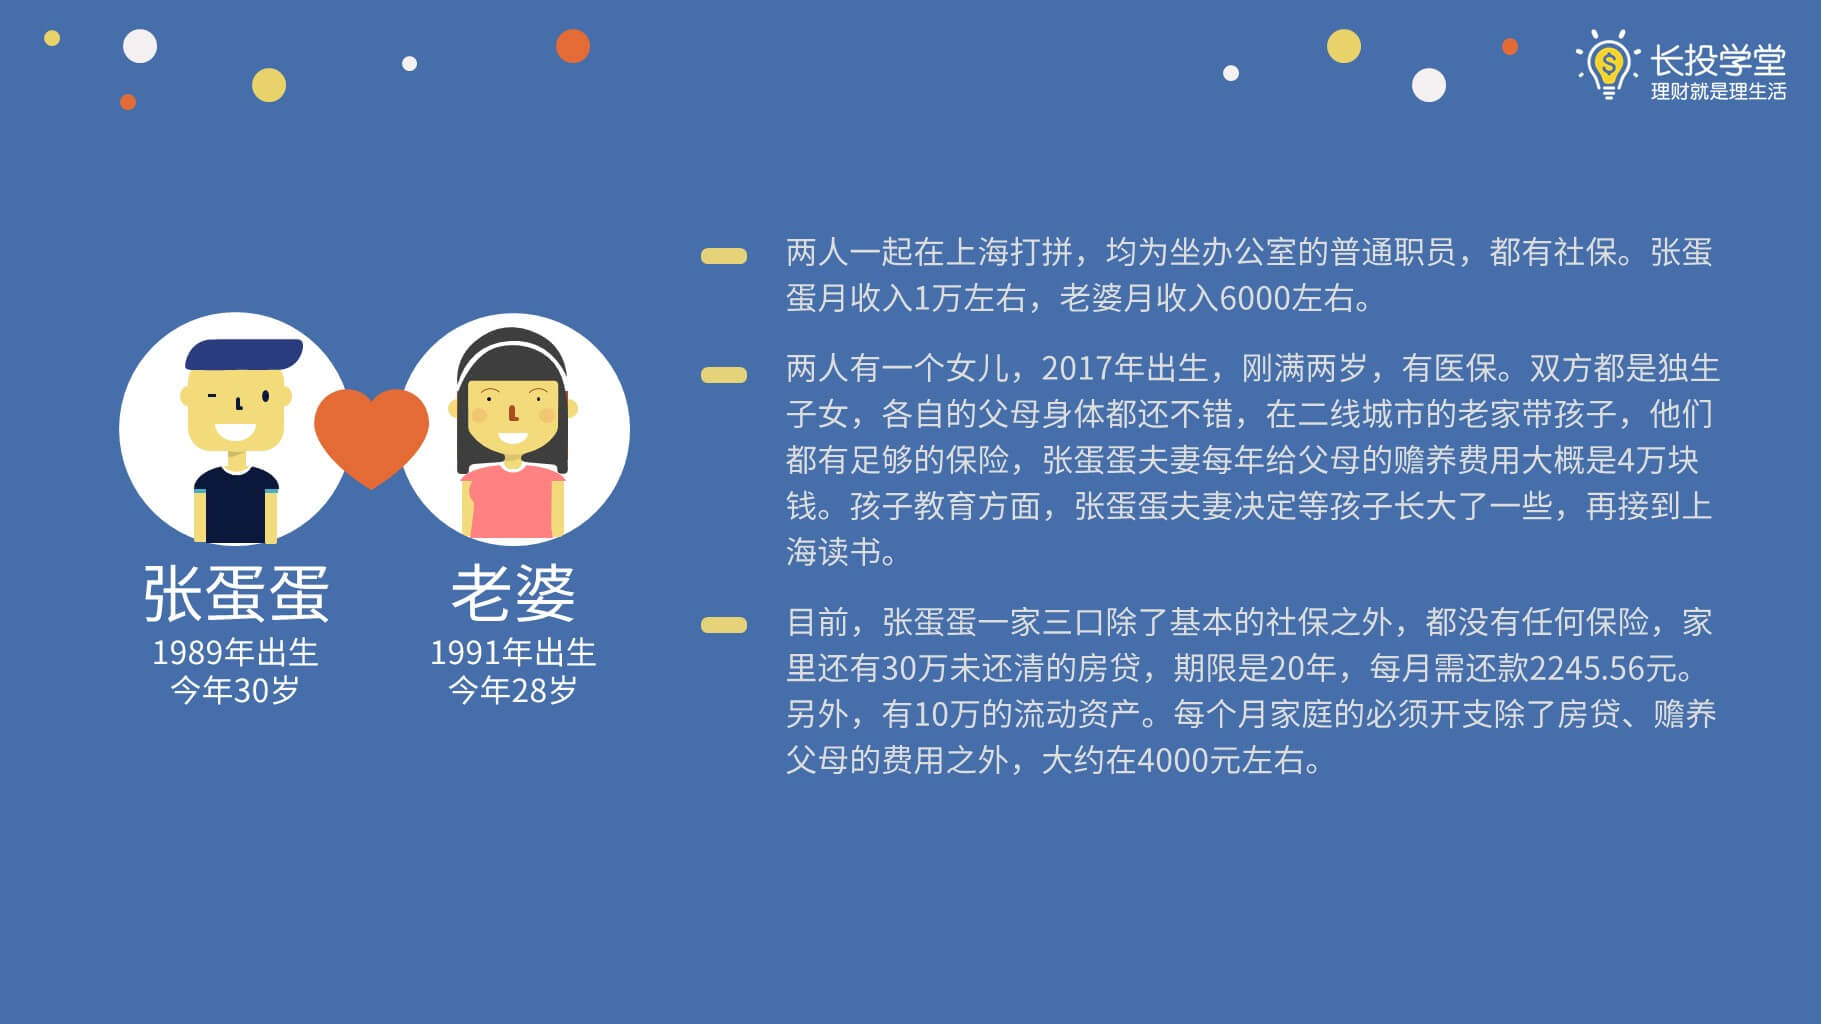 长投学堂
理财就是理生活
两人一起在上海打拼，均为坐办公室的普通职员，都有社保。张蛋
蛋月收入1万左右，老婆月收入6000左右。
两人有一个女儿，2017年出生，刚满两岁，有医保。双方都是独生
子女，各自的父母身体都还不错，在二线城市的老家带孩子，他们
都有足够的保险，张蛋蛋夫妻每年给父母的赡养费用大概是4万块
钱。孩子教育方面，张蛋蛋夫妻决定等孩子长大了一些，再接到上
海读书。
目前，张蛋蛋一家三口除了基本的社保之外，都没有任何保险，家
里还有30万未还清的房贷，期限是20年，每月需还款2245.56元。
另外，有10万的流动资产。每个月家庭的必须开支除了房贷、赡养
父母的费用之外，大约在4000元左右。
张蛋蛋
1989年出生
今年30岁
老婆
1991年出生
今年28岁